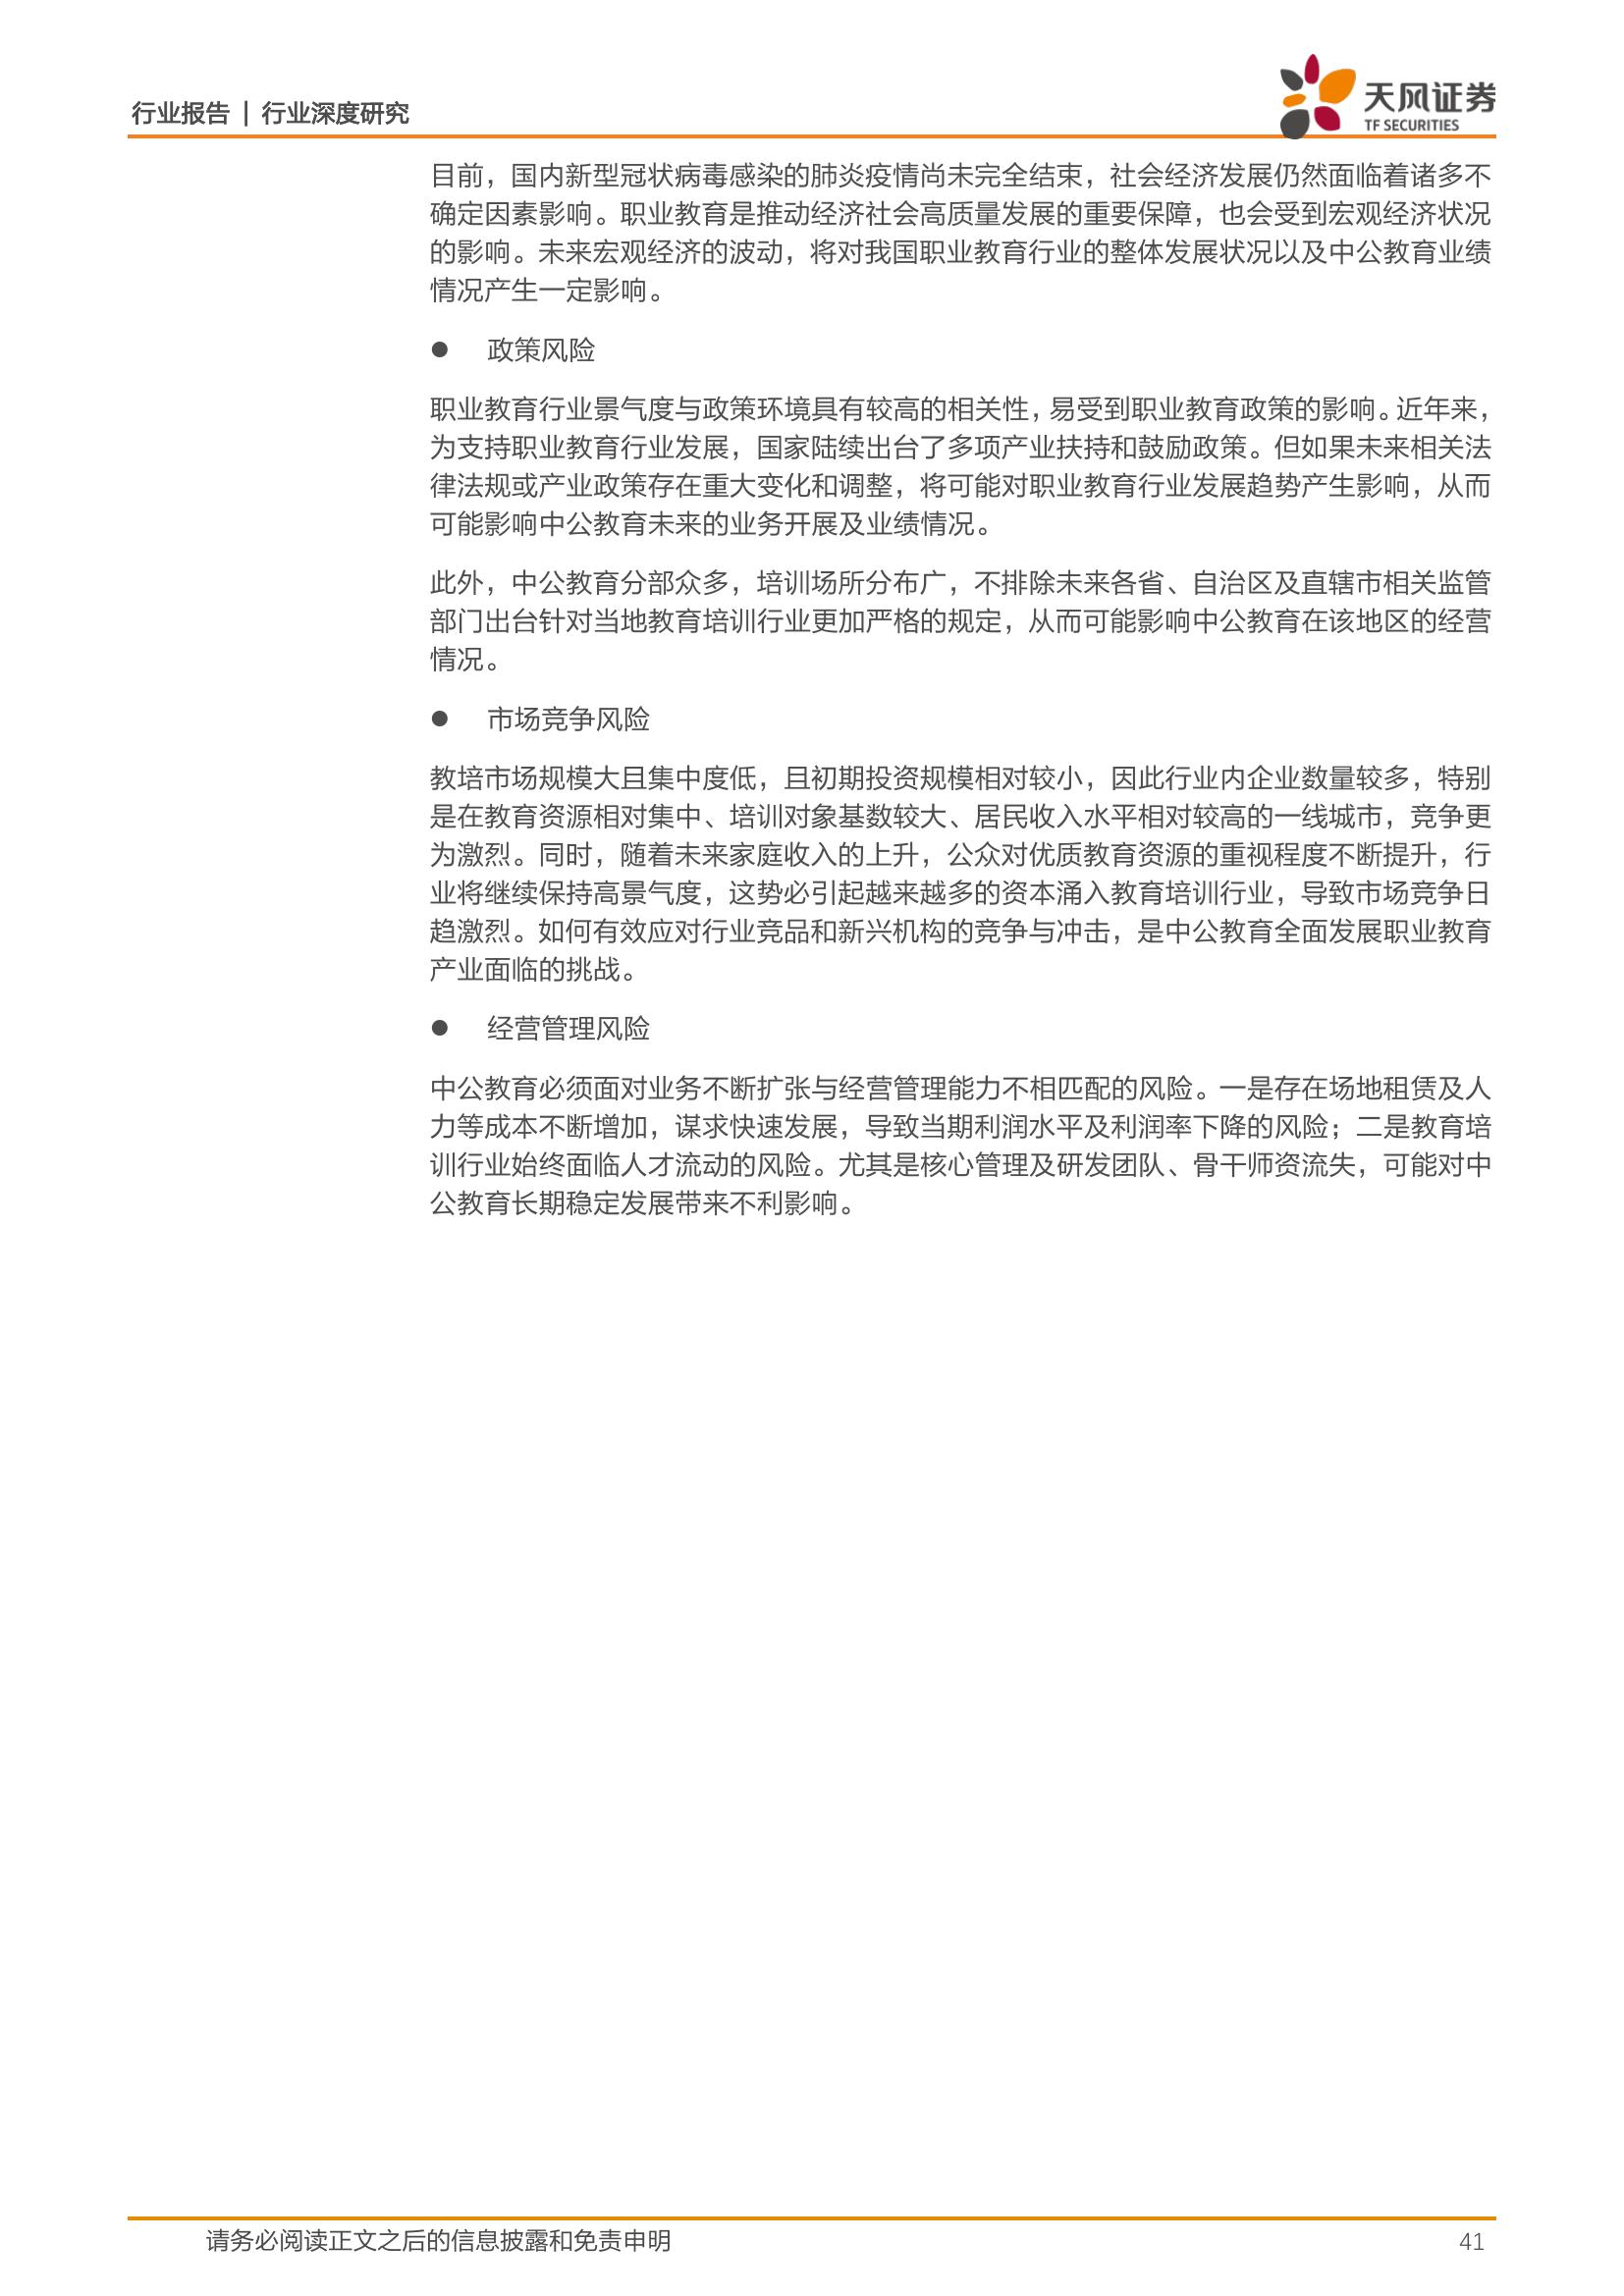 行业报告 | 行业深度研究
天风证券
TF SECURITIES
目前，国内新型冠状病毒感染的肺炎疫情尚未完全结束，社会经济发展仍然面临着诸多不
确定因素影响。职业教育是推动经济社会高质量发展的重要保障，也会受到宏观经济状况
的影响。未来宏观经济的波动，将对我国职业教育行业的整体发展状况以及中公教育业绩
情况产生一定影响。
● 政策风险
职业教育行业景气度与政策环境具有较高的相关性，易受到职业教育政策的影响。近年来，
为支持职业教育行业发展，国家陆续出台了多项产业扶持和鼓励政策。但如果未来相关法
律法规或产业政策存在重大变化和调整，将可能对职业教育行业发展趋势产生影响，从而
可能影响中公教育未来的业务开展及业绩情况。
此外，中公教育分部众多，培训场所分布广，不排除未来各省、自治区及直辖市相关监管
部门出台针对当地教育培训行业更加严格的规定，从而可能影响中公教育在该地区的经营
情况。
● 市场竞争风险
教培市场规模大且集中度低，且初期投资规模相对较小，因此行业内企业数量较多，特别
是在教育资源相对集中、培训对象基数较大、居民收入水平相对较高的一线城市，竞争更
为激烈。同时，随着未来家庭收入的上升，公众对优质教育资源的重视程度不断提升，行
业将继续保持高景气度，这势必引起越来越多的资本涌入教育培训行业，导致市场竞争日
趋激烈。如何有效应对行业竞品和新兴机构的竞争与冲击，是中公教育全面发展职业教育
产业面临的挑战。
● 经营管理风险
中公教育必须面对业务不断扩张与经营管理能力不相匹配的风险。一是存在场地租赁及人
力等成本不断增加，谋求快速发展，导致当期利润水平及利润率下降的风险；二是教育培
训行业始终面临人才流动的风险。尤其是核心管理及研发团队、骨干师资流失，可能对中
公教育长期稳定发展带来不利影响。
请务必阅读正文之后的信息披露和免责申明
41